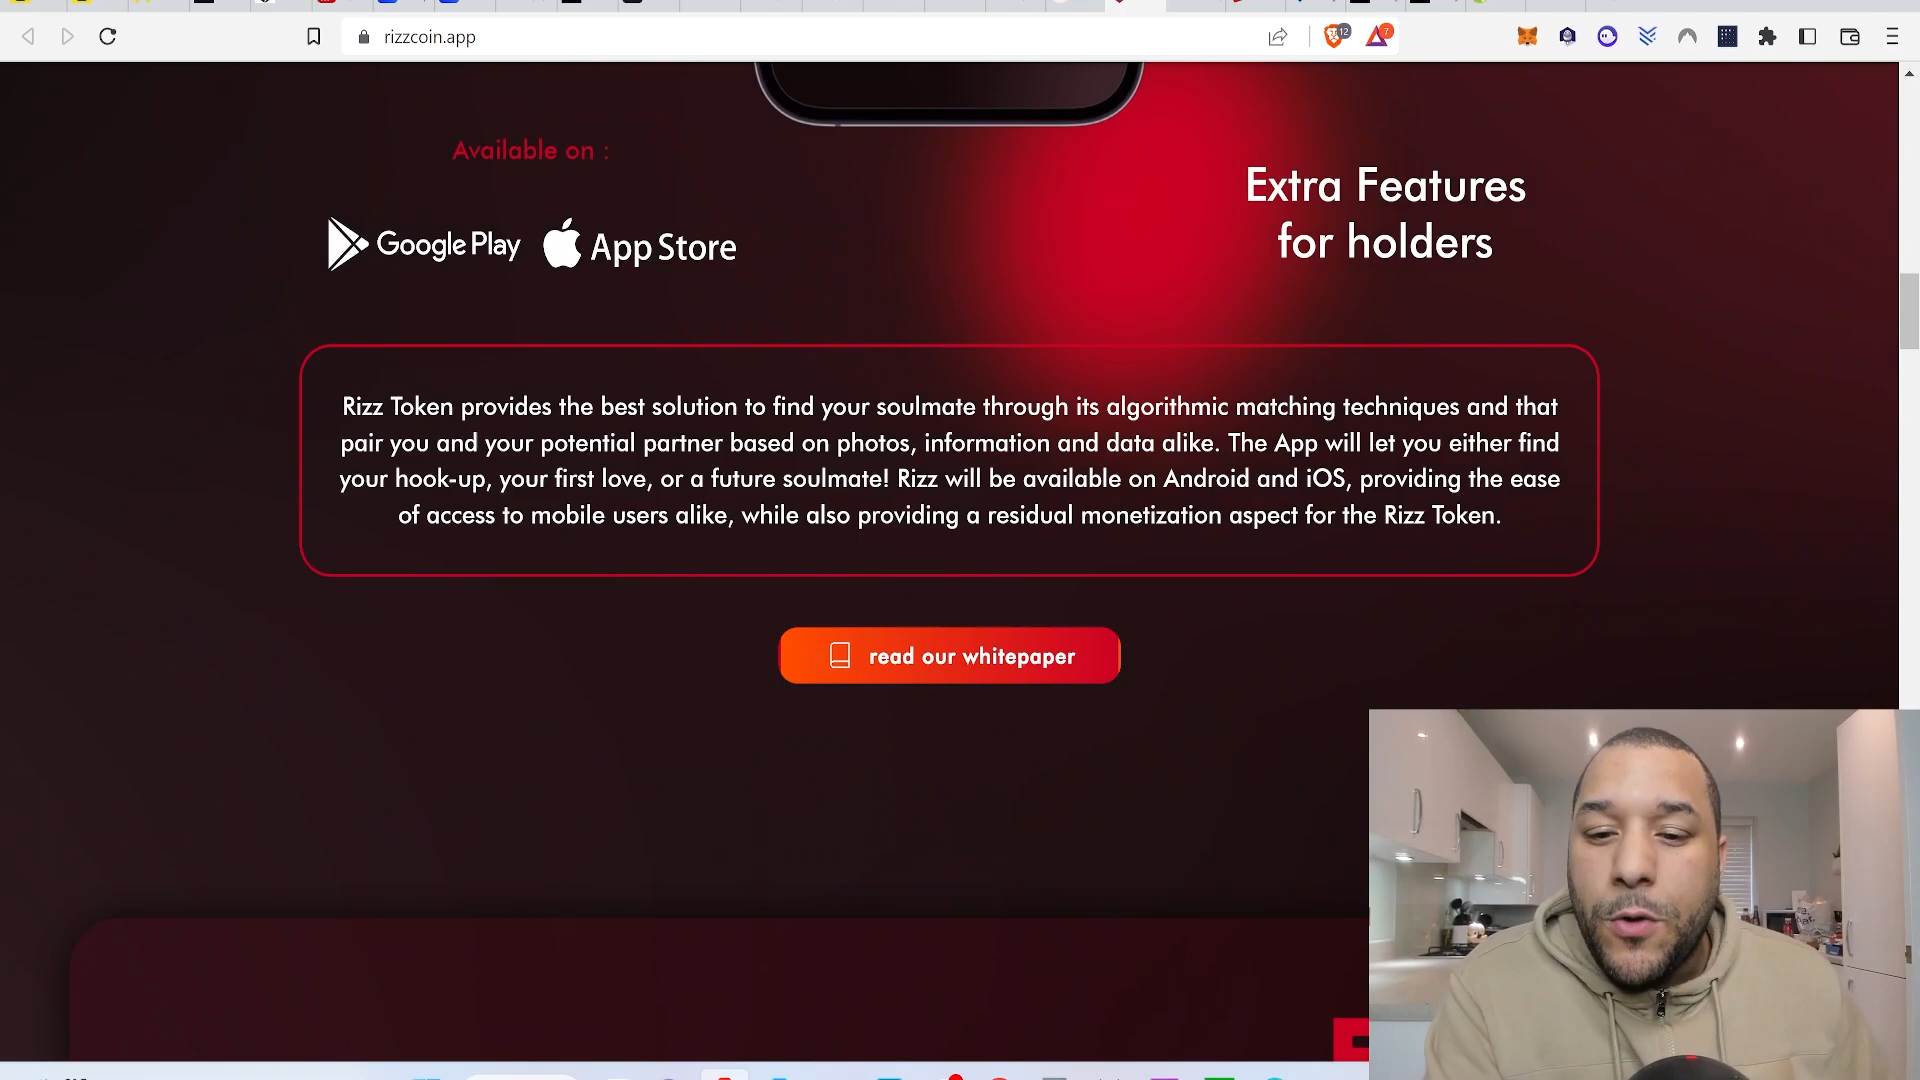 rizzcoin.app
12
7
Available on :
Google Play
App Store
Extra Features
for holders
Rizz Token provides the best solution to find your soulmate through its algorithmic matching techniques and that
pair you and your potential partner based on photos, information and data alike. The App will let you either find
your hook-up, your first love, or a future soulmate! Rizz will be available on Android and iOS, providing the ease
of access to mobile users alike, while also providing a residual monetization aspect for the Rizz Token.
read our whitepaper